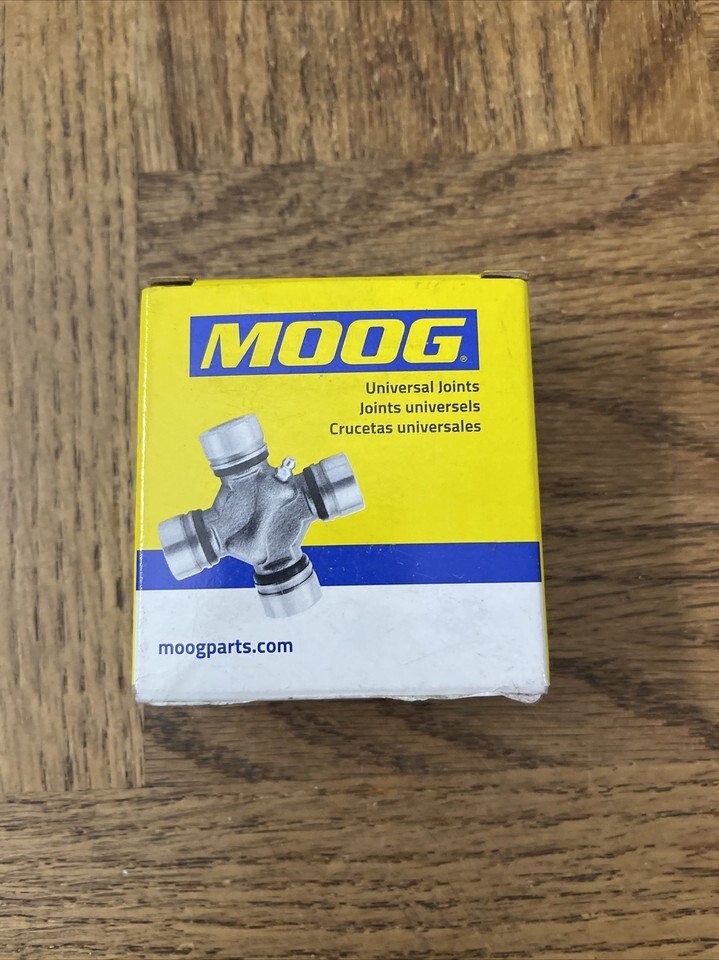 MOOG®
Universal Joints
Joints universels
Crucetas universales
moogparts.com